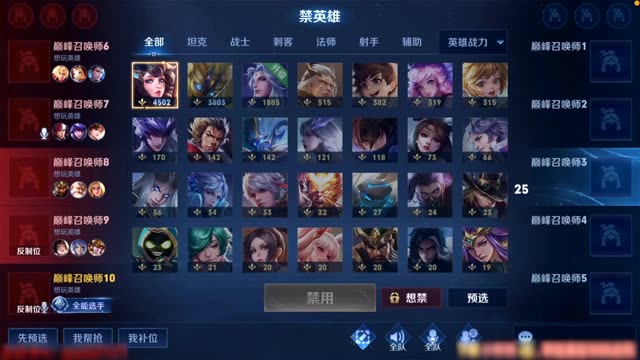 禁英雄
全部 坦克 战士 刺客 法师 射手 辅助 英雄战力
巅峰召唤师6
想玩英雄
巅峰召唤师7
想玩英雄
巅峰召唤师8
想玩英雄
巅峰召唤师9
想玩英雄
反制位
巅峰召唤师10
全能选手
反制位
4502 3803 1885 515 382 319 315
170 142 142 121 118 75 66
36 54 33 30 27 24 24
23 21 21 21 20 20 19
25
巅峰召唤师1
巅峰召唤师2
巅峰召唤师3
巅峰召唤师4
巅峰召唤师5
禁用 想禁 预选
先预选 我帮抢 我补位
全队 全队